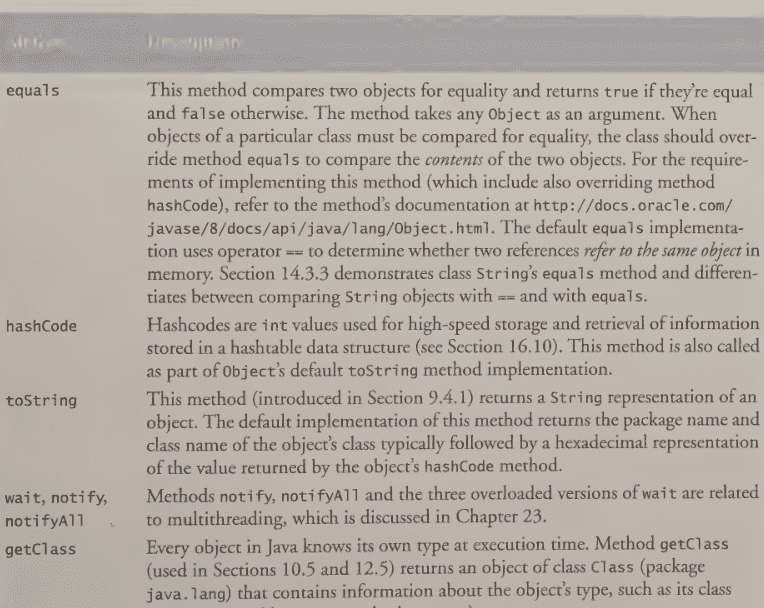 Method Description
equals This method compares two objects for equality and returns true if they're equal
and false otherwise. The method takes any Object as an argument. When
objects of a particular class must be compared for equality, the class should over-
ride method equals to compare the contents of the two objects. For the require-
ments of implementing this method (which include also overriding method
hashCode), refer to the method's documentation at http://docs.oracle.com/
javase/8/docs/api/java/lang/Object.html. The default equals implementa-
tion uses operator == to determine whether two references refer to the same object in
memory. Section 14.3.3 demonstrates class String's equals method and differen-
tiates between comparing String objects with == and with equals.
hashCode Hashcodes are int values used for high-speed storage and retrieval of information
stored in a hashtable data structure (see Section 16.10). This method is also called
as part of Object's default toString method implementation.
toString This method (introduced in Section 9.4.1) returns a String representation of an
object. The default implementation of this method returns the package name and
class name of the object's class typically followed by a hexadecimal representation
of the value returned by the object's hashCode method.
wait, notify, Methods notify, notifyAll and the three overloaded versions of wait are related
notifyAll to multithreading, which is discussed in Chapter 23.
getClass Every object in Java knows its own type at execution time. Method getClass
(used in Sections 10.5 and 12.5) returns an object of class Class (package
java.lang) that contains information about the object's type, such as its class